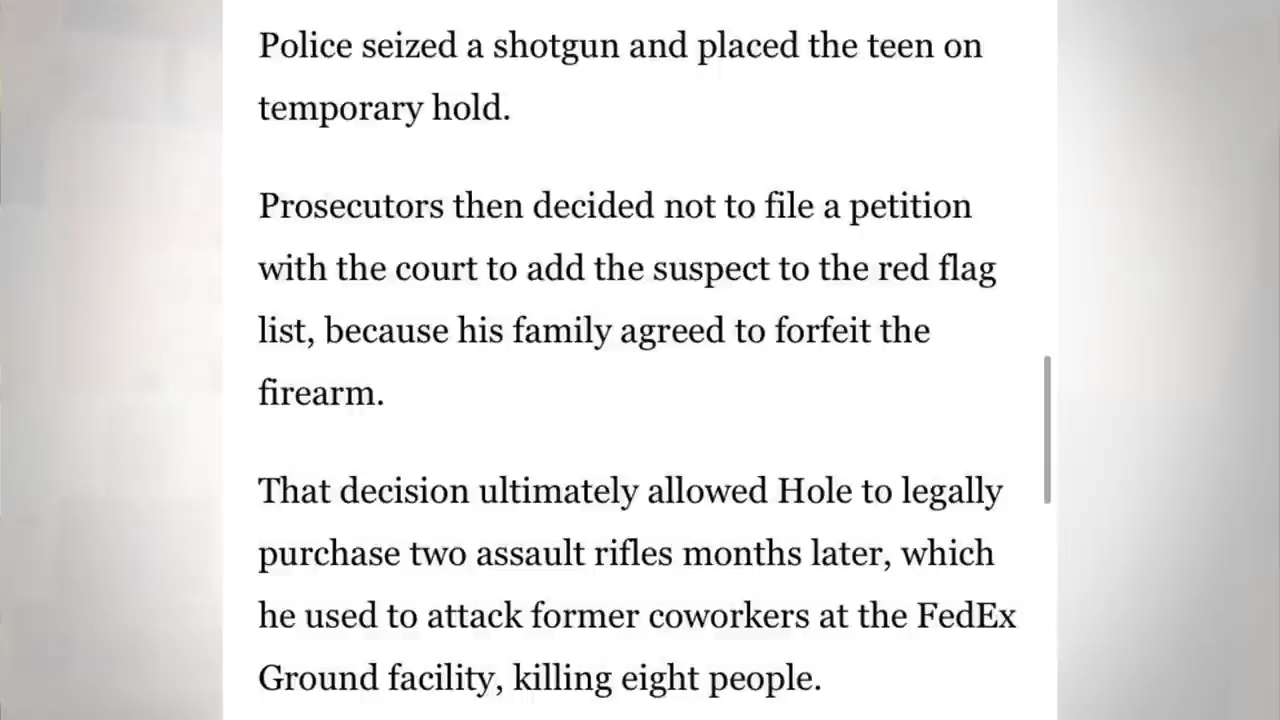 Police seized a shotgun and placed the teen on
temporary hold.
Prosecutors then decided not to file a petition
with the court to add the suspect to the red flag
list, because his family agreed to forfeit the
firearm.
That decision ultimately allowed Hole to legally
purchase two assault rifles months later, which
he used to attack former coworkers at the FedEx
Ground facility, killing eight people.